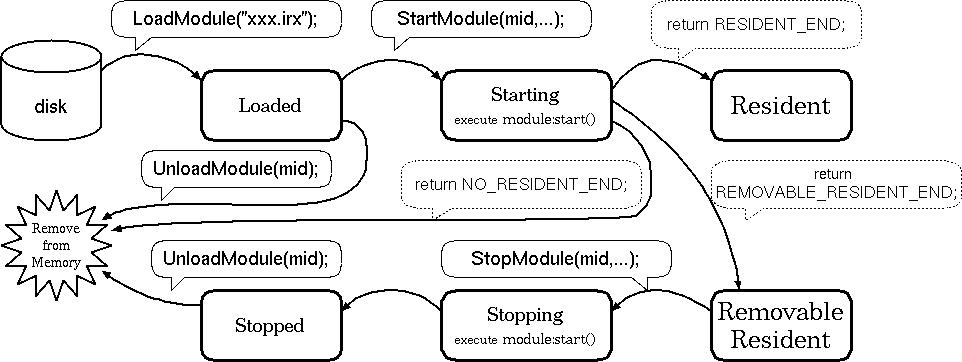 LoadModule("xxx.irx");
StartModule(mid,...);
return RESIDENT_END;
disk
Loaded
Starting
execute module:start()
Resident
UnloadModule(mid);
return NO_RESIDENT_END;
return
REMOVABLE_RESIDENT_END;
Remove
from
Memory
UnloadModule(mid);
StopModule(mid,...);
Stopped
Stopping
execute module:start()
Removable
Resident